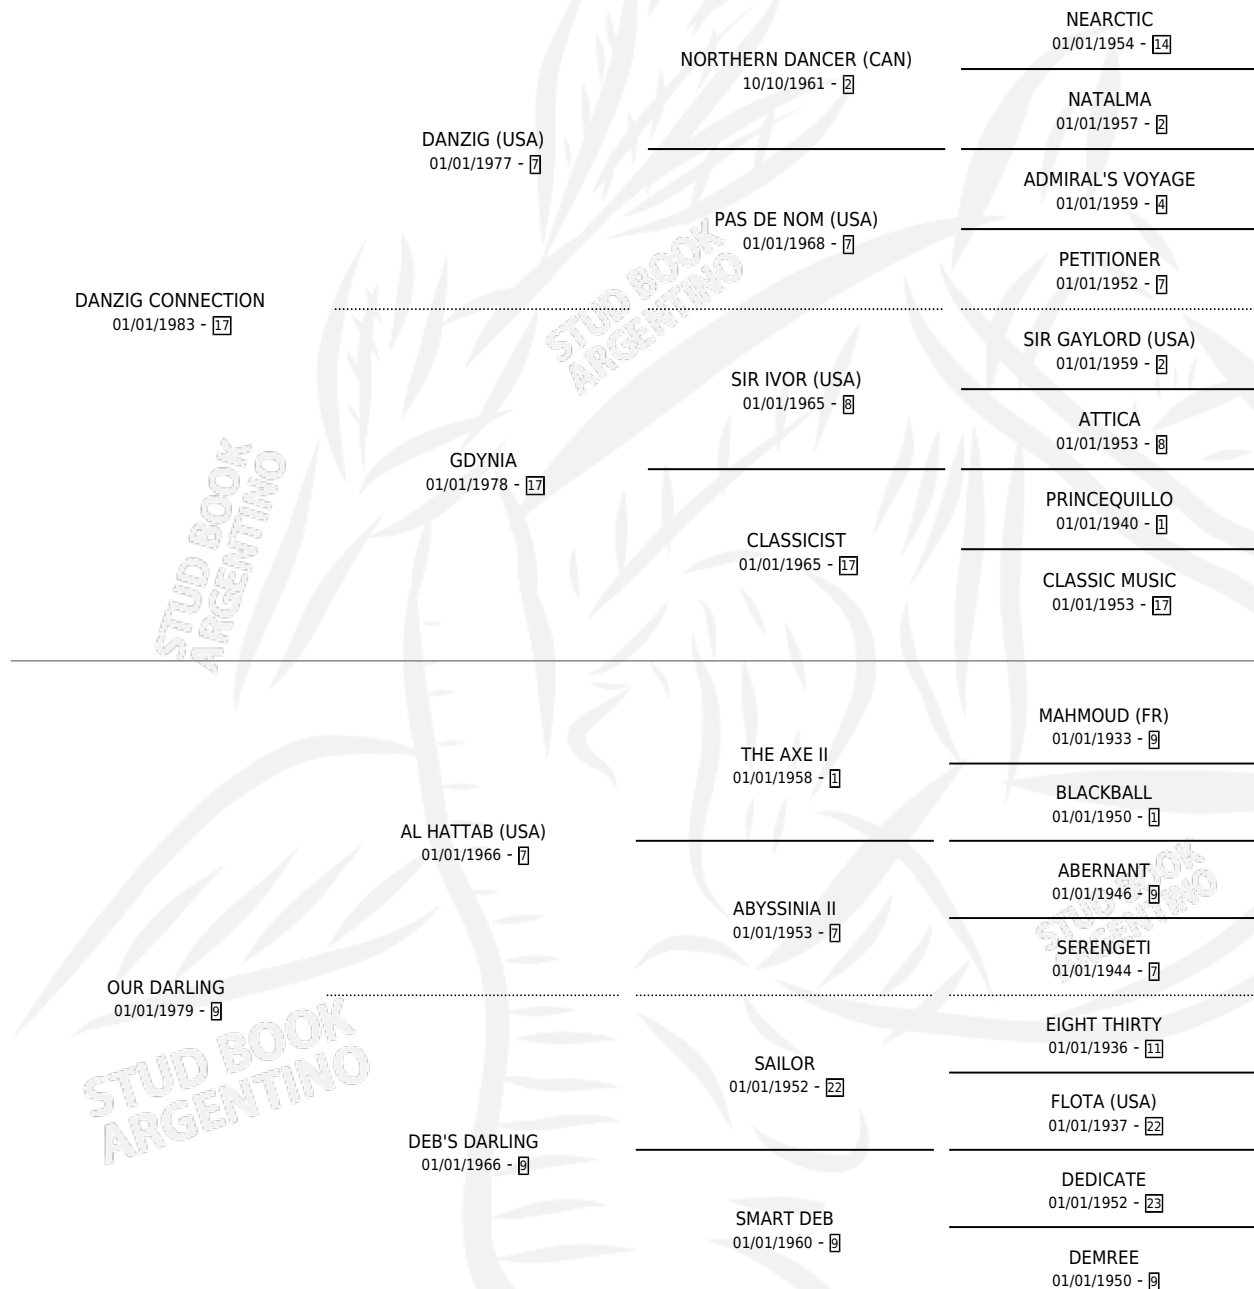 NEARCTIC
01/01/1954 - 14
NORTHERN DANCER (CAN)
10/10/1961 - 2
NATALMA
01/01/1957 - 2
DANZIG (USA)
01/01/1977 - 7
ADMIRAL'S VOYAGE
01/01/1959 - 4
PAS DE NOM (USA)
01/01/1968 - 7
PETITIONER
01/01/1952 - 7
DANZIG CONNECTION
01/01/1983 - 17
SIR GAYLORD (USA)
01/01/1959 - 2
SIR IVOR (USA)
01/01/1965 - 8
ATTICA
01/01/1953 - 8
GDYNIA
01/01/1978 - 17
PRINCEQUILLO
01/01/1940 - 1
CLASSICIST
01/01/1965 - 17
CLASSIC MUSIC
01/01/1953 - 17
MAHMOUD (FR)
01/01/1933 - 9
THE AXE II
01/01/1958 - 1
BLACKBALL
01/01/1950 - 1
AL HATTAB (USA)
01/01/1966 - 7
ABERNANT
01/01/1946 - 9
ABYSSINIA II
01/01/1953 - 7
SERENGETI
01/01/1944 - 7
OUR DARLING
01/01/1979 - 9
EIGHT THIRTY
01/01/1936 - 11
SAILOR
01/01/1952 - 22
FLOTA (USA)
01/01/1937 - 22
DEB'S DARLING
01/01/1966 - 9
DEDICATE
01/01/1952 - 23
SMART DEB
01/01/1960 - 9
DEMREE
01/01/1950 - 9
STUD BOOK
ARGENTINO
STUD BOOK
ARGENTINO
STUD BOOK
ARGENTINO
STUD BOOK
ARGENTINO